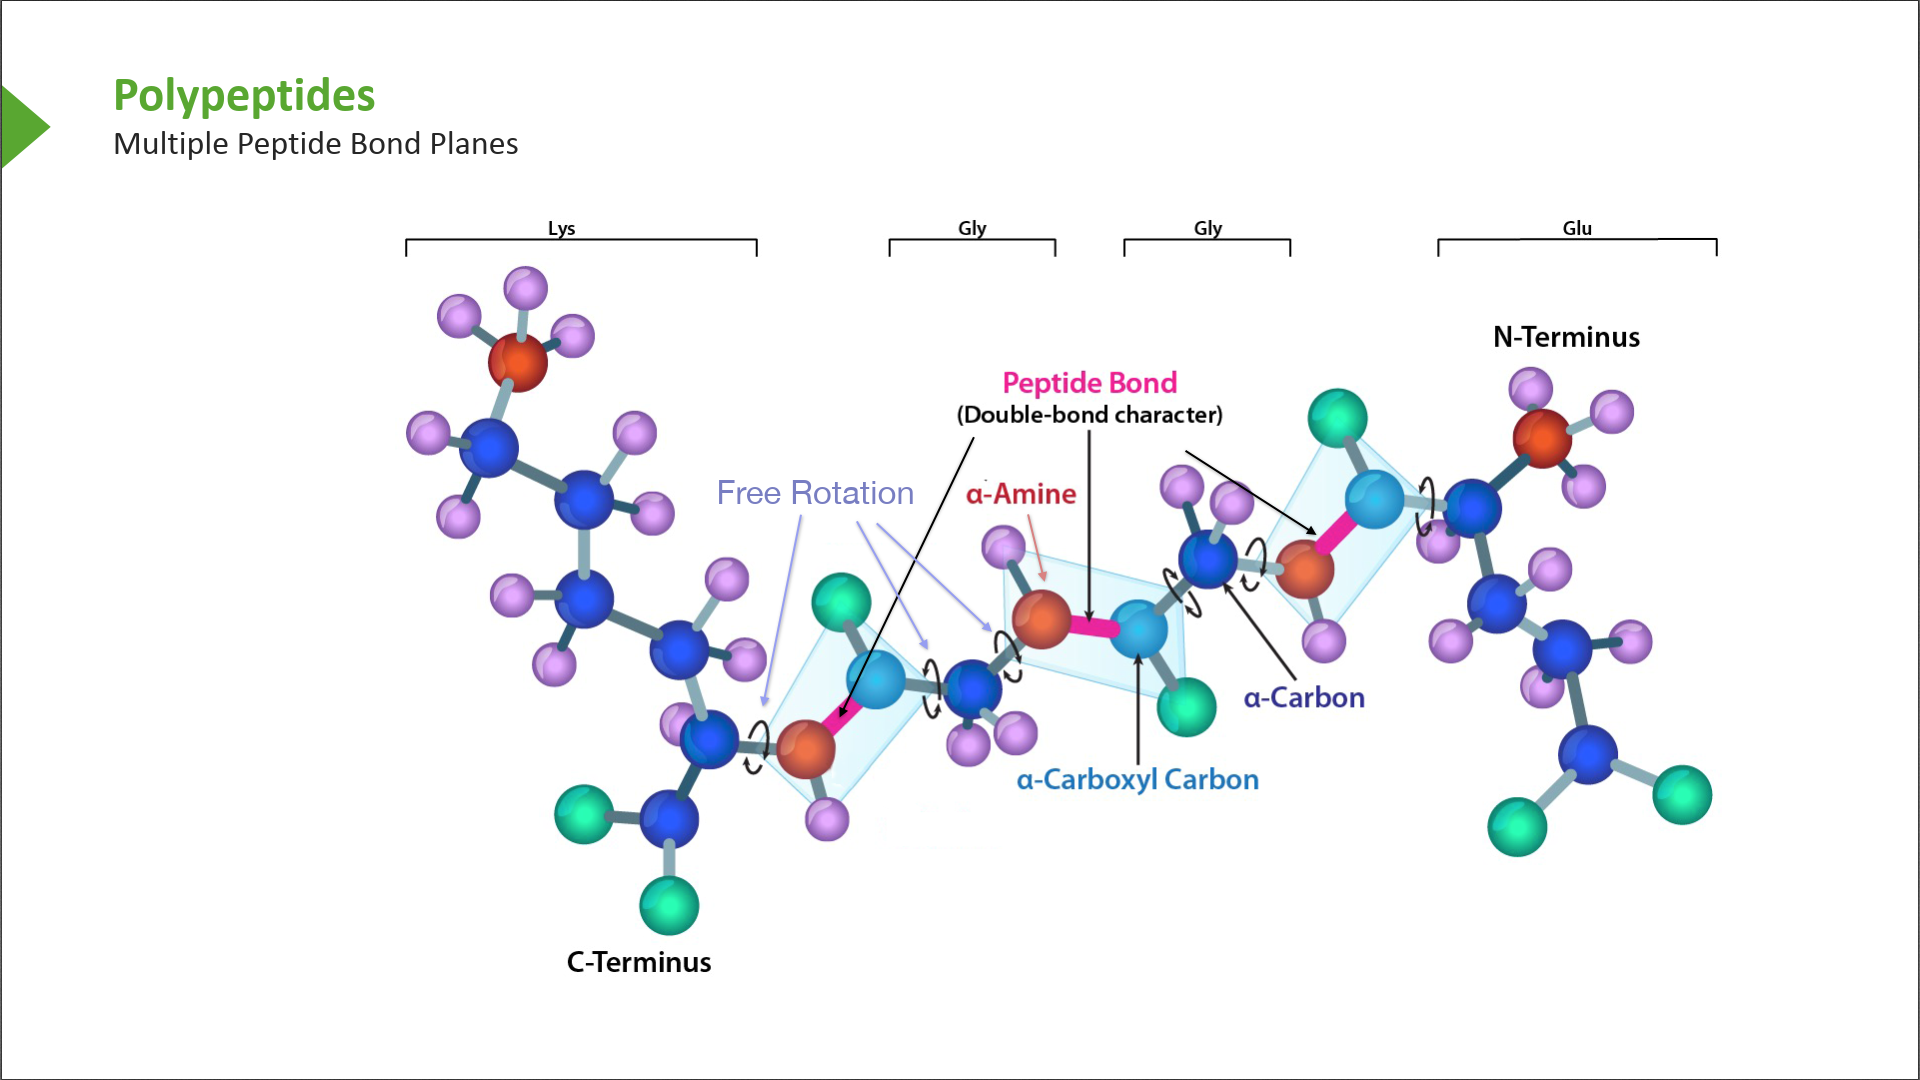 Polypeptides
Multiple Peptide Bond Planes
Lys
Gly
Gly
Glu
N-Terminus
Peptide Bond
(Double-bond character)
Free Rotation
α-Amine
α-Carbon
α-Carboxyl Carbon
C-Terminus